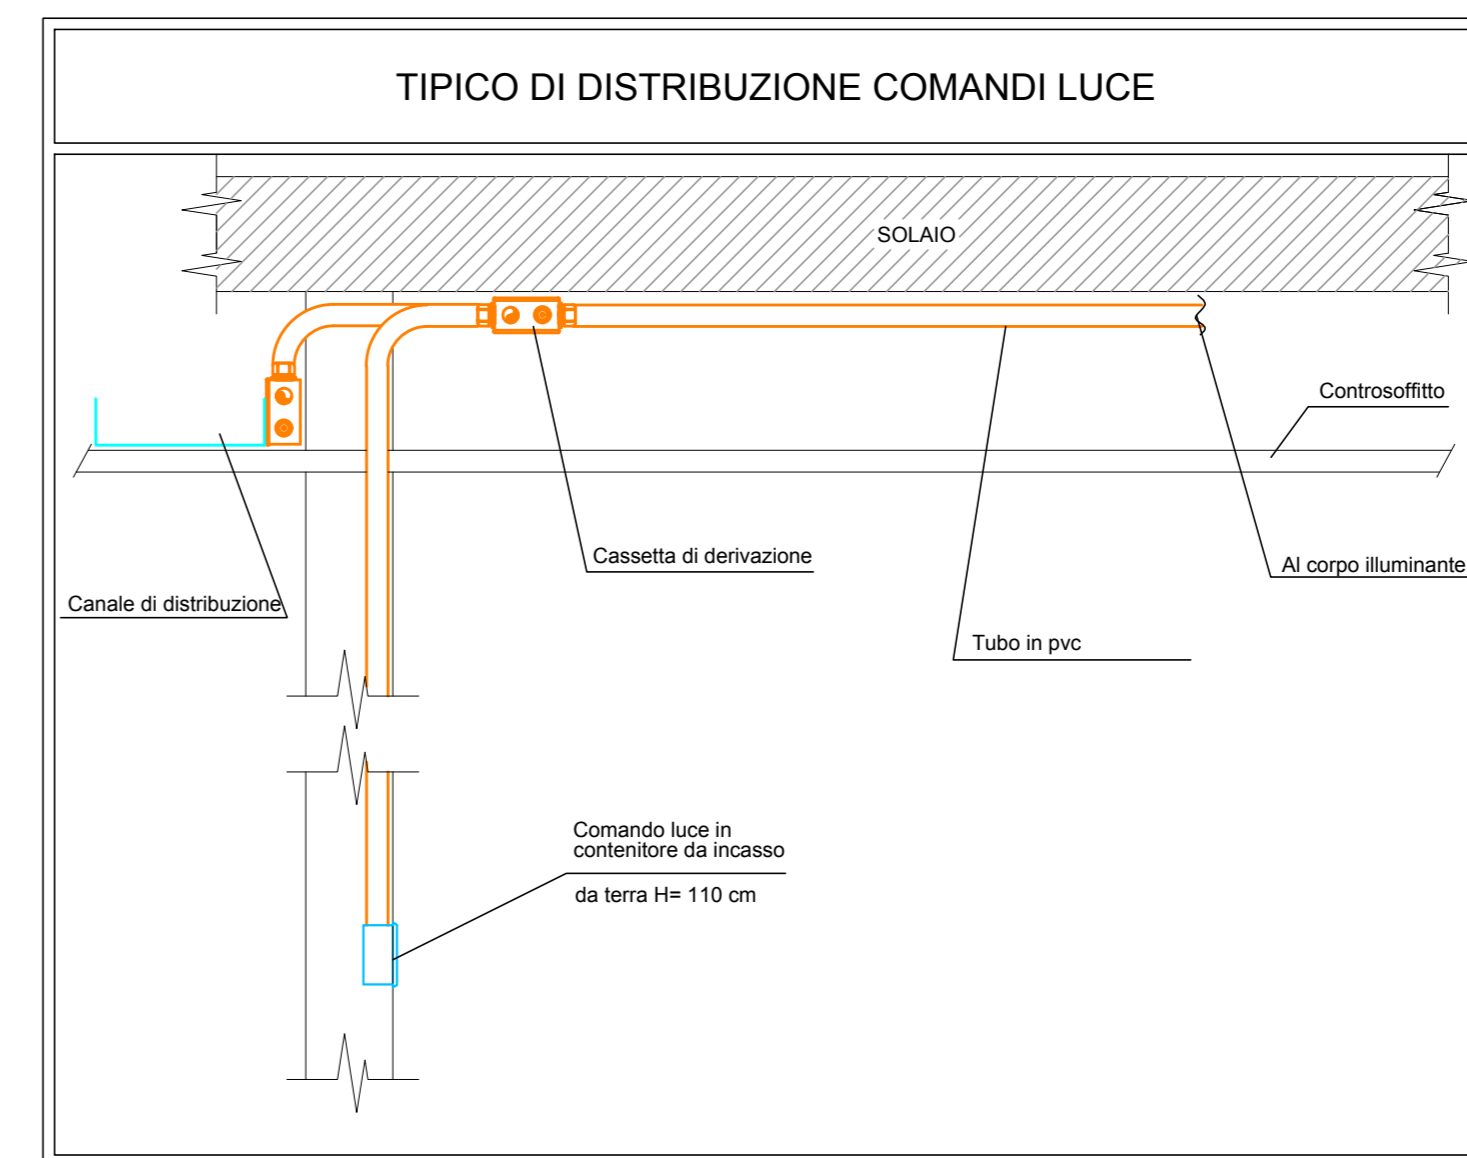 TIPICO DI DISTRIBUZIONE COMANDI LUCE
SOLAIO
Controsoffitto
Cassetta di derivazione
Al corpo illuminante
Canale di distribuzione
Tubo in pvc
Comando luce in
contenitore da incasso
da terra H= 110 cm